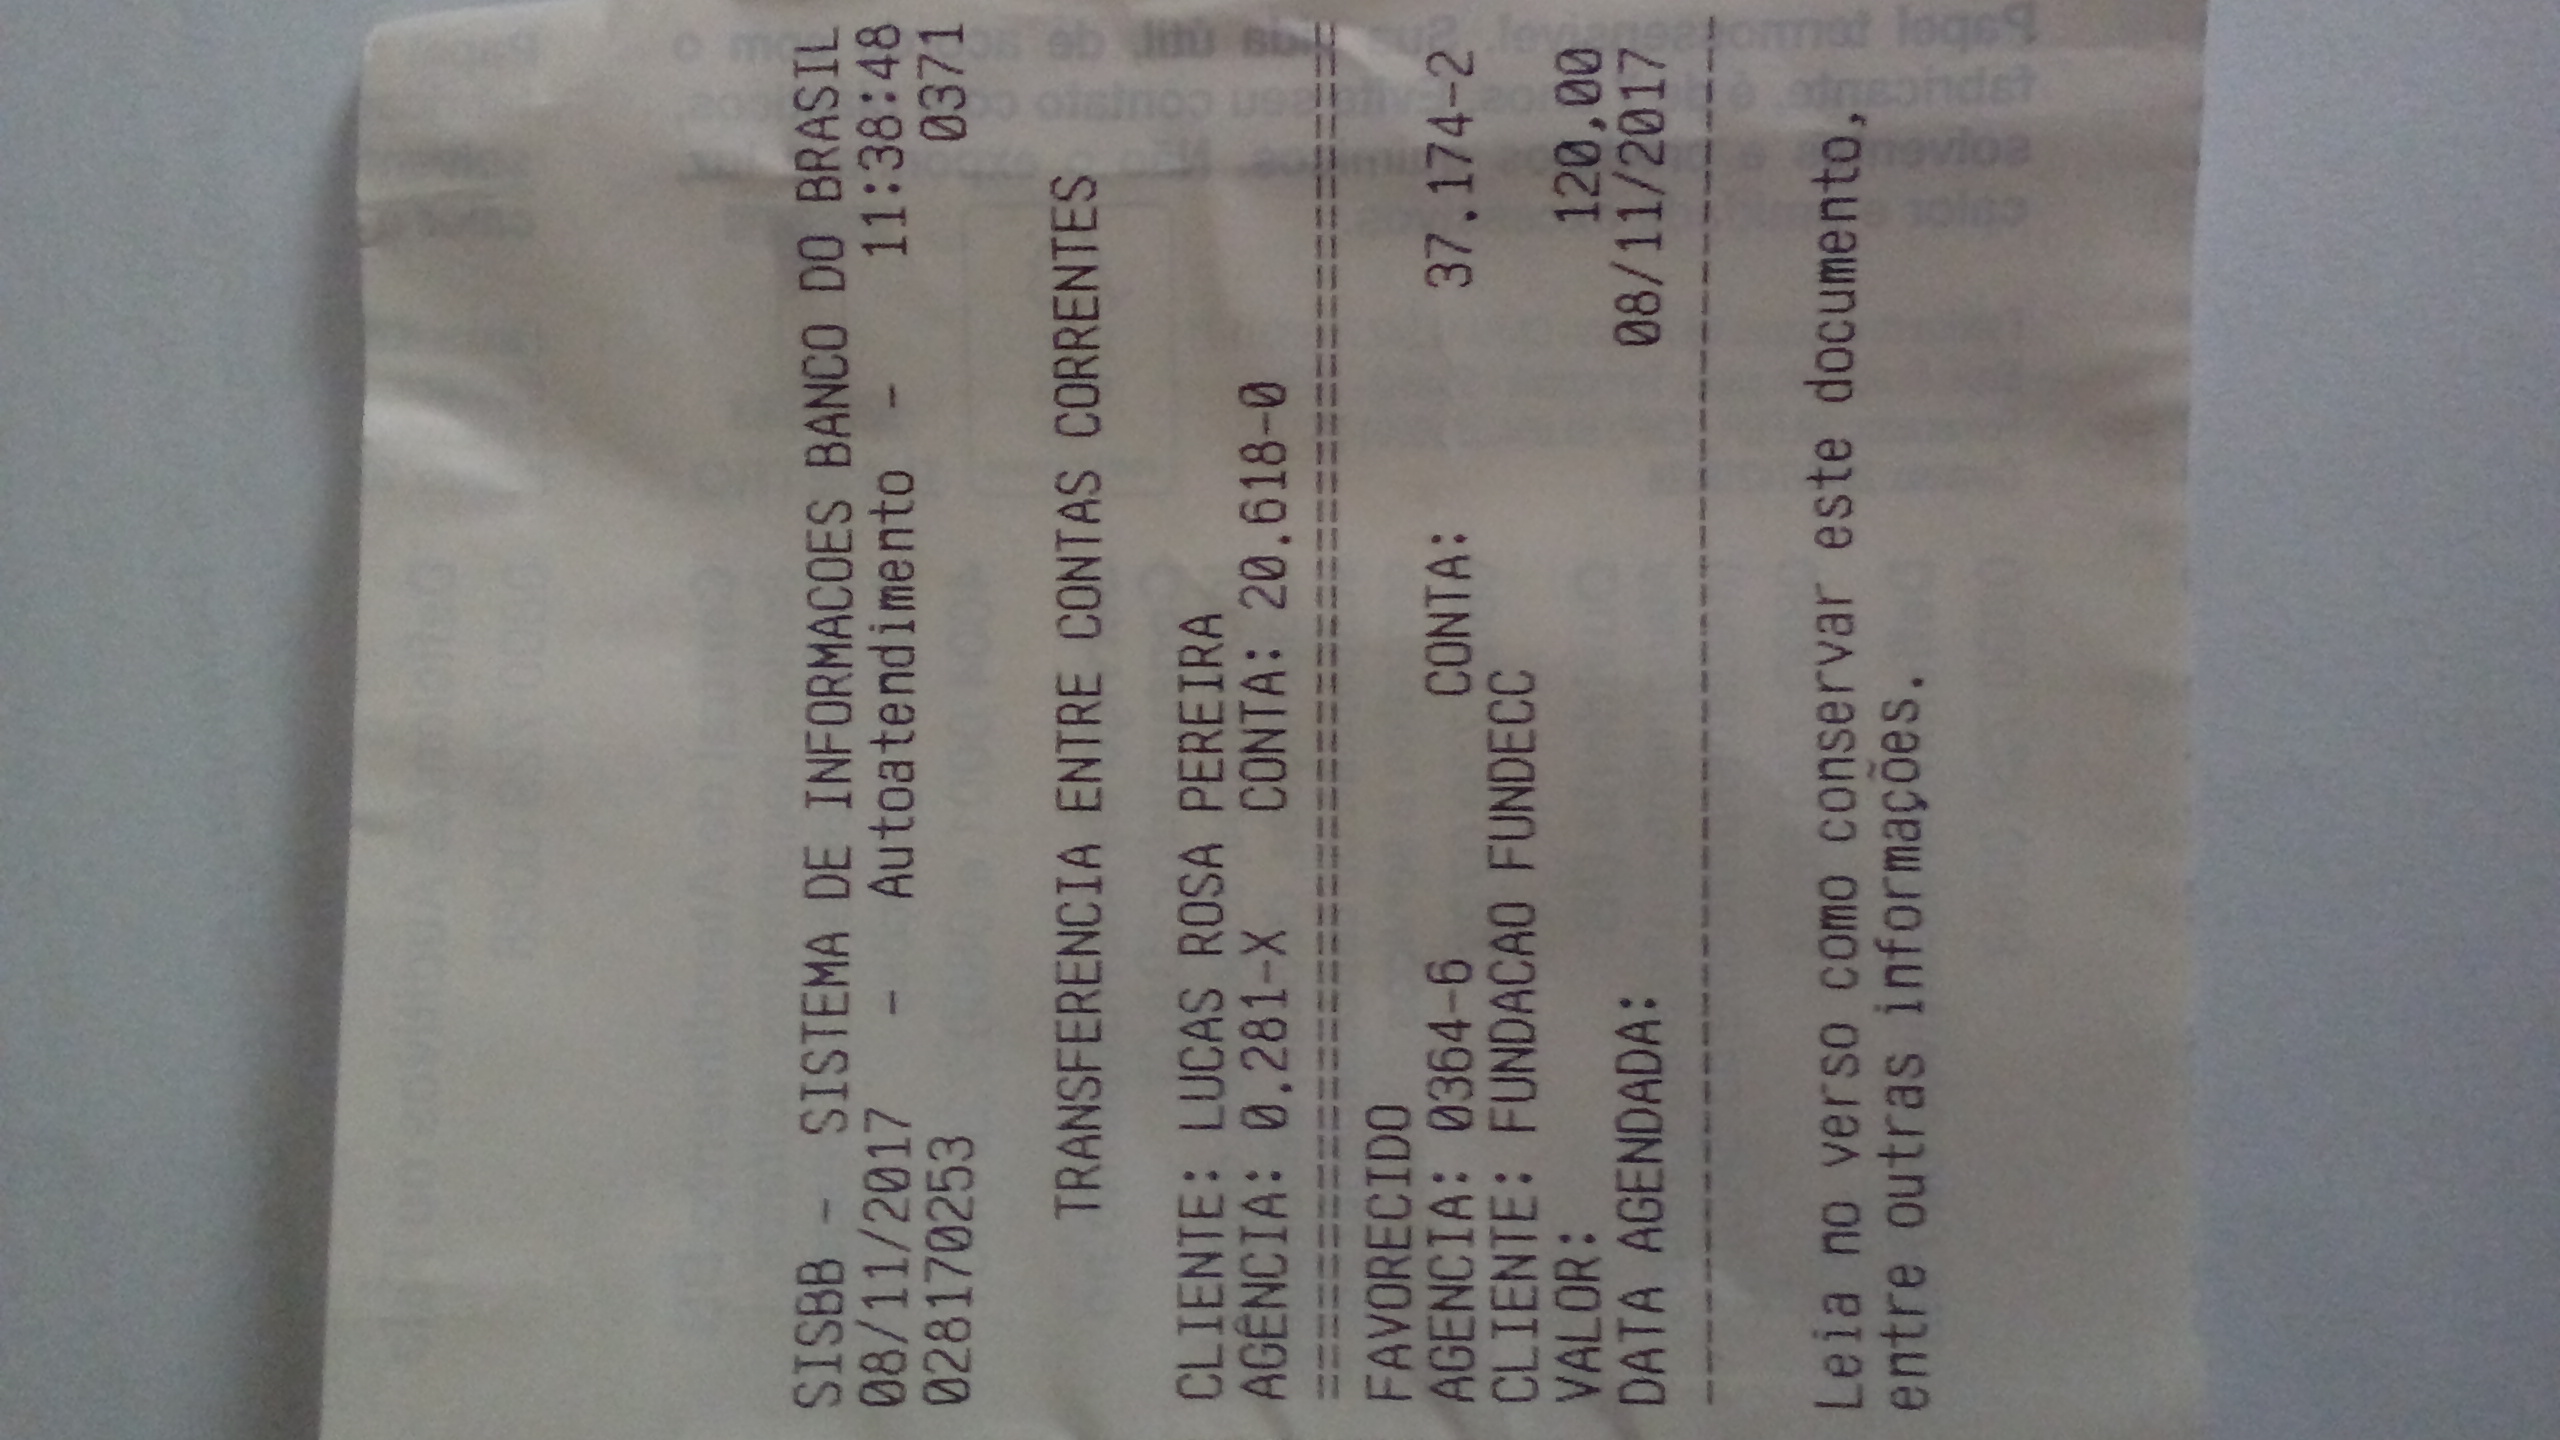 SISBB - SISTEMA DE INFORMACOES BANCO DO BRASIL
08/11/2017 - Autoatendimento - 11:38:48
028170253 0371
TRANSFERENCIA ENTRE CONTAS CORRENTES
CLIENTE: LUCAS ROSA PEREIRA
AGÊNCIA: 0.281-X CONTA: 20.618-0
================================================
FAVORECIDO
AGENCIA: 0364-6 CONTA: 37.174-2
CLIENTE: FUNDACAO FUNDECC
VALOR: 120,00
DATA AGENDADA: 08/11/2017
------------------------------------------------
Leia no verso como conservar este documento,
entre outras informações.